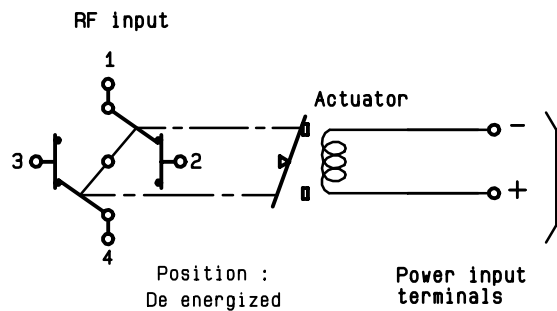 RF input
1
Actuator
-
3
2
+
4
Position :
De energized
Power input
terminals